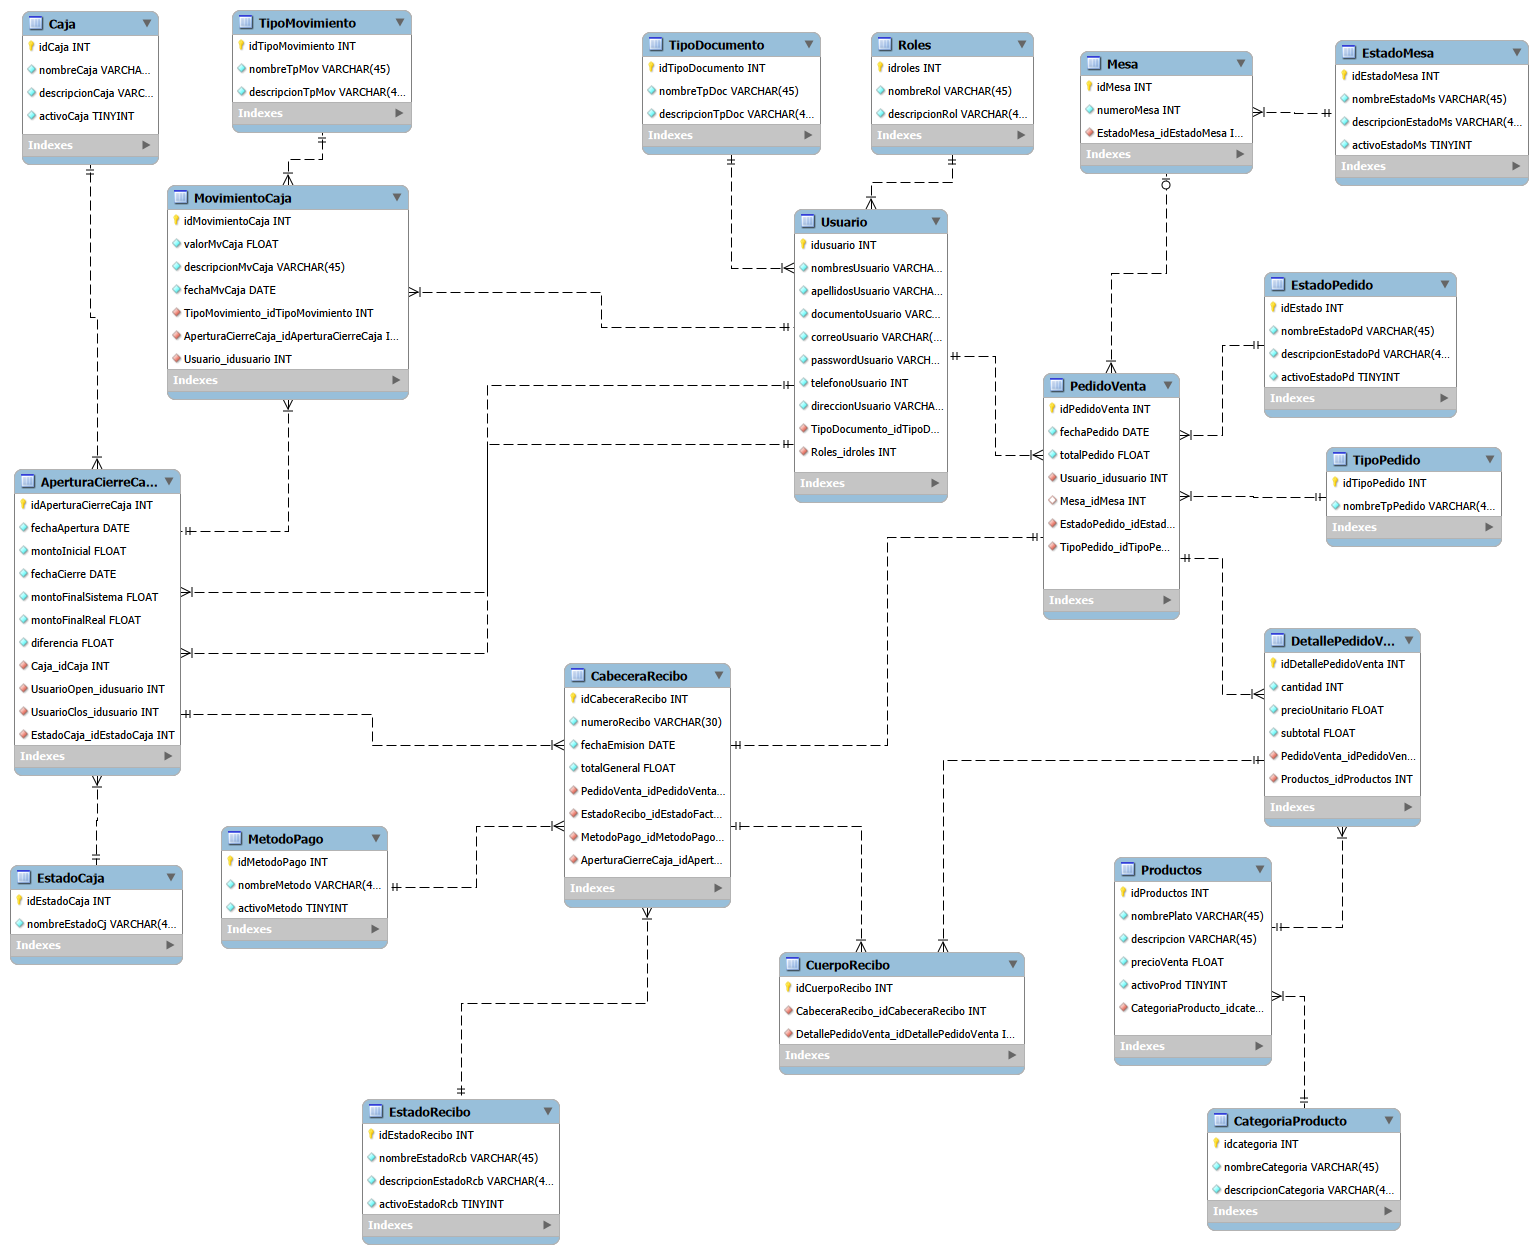 Caja
idCaja INT
nombreCaja VARCHA...
descripcionCaja VARC...
activoCaja TINYINT
Indexes
TipoMovimiento
idTipoMovimiento INT
nombreTpMov VARCHAR(45)
descripcionTpMov VARCHAR(4...
Indexes
TipoDocumento
idTipoDocumento INT
nombreTpDoc VARCHAR(45)
descripcionTpDoc VARCHAR(4...
Indexes
Roles
idroles INT
nombreRol VARCHAR(45)
descripcionRol VARCHAR(4...
Indexes
Mesa
idMesa INT
numeroMesa INT
EstadoMesa_idEstadoMesa I...
Indexes
EstadoMesa
idEstadoMesa INT
nombreEstadoMs VARCHAR(45)
descripcionEstadoMs VARCHAR(4...
activoEstadoMs TINYINT
Indexes
MovimientoCaja
idMovimientoCaja INT
valorMvCaja FLOAT
descripcionMvCaja VARCHAR(45)
fechaMvCaja DATE
TipoMovimiento_idTipoMovimiento INT
AperturaCierreCaja_idAperturaCierreCaja I...
Usuario_idusuario INT
Indexes
Usuario
idusuario INT
nombresUsuario VARCHA...
apellidosUsuario VARCHA...
documentoUsuario VARC...
correoUsuario VARCHAR(...
passwordUsuario VARCH...
telefonoUsuario INT
direccionUsuario VARCHA...
TipoDocumento_idTipoD...
Roles_idroles INT
Indexes
EstadoPedido
idEstado INT
nombreEstadoPd VARCHAR(45)
descripcionEstadoPd VARCHAR(4...
activoEstadoPd TINYINT
Indexes
PedidoVenta
idPedidoVenta INT
fechaPedido DATE
totalPedido FLOAT
Usuario_idusuario INT
Mesa_idMesa INT
EstadoPedido_idEstad...
TipoPedido_idTipoPe...
Indexes
TipoPedido
idTipoPedido INT
nombreTpPedido VARCHAR(4...
Indexes
AperturaCierreCa...
idAperturaCierreCaja INT
fechaApertura DATE
montoInicial FLOAT
fechaCierre DATE
montoFinalSistema FLOAT
montoFinalReal FLOAT
diferencia FLOAT
Caja_idCaja INT
UsuarioOpen_idusuario INT
UsuarioClos_idusuario INT
EstadoCaja_idEstadoCaja INT
Indexes
CabeceraRecibo
idCabeceraRecibo INT
numeroRecibo VARCHAR(30)
fechaEmision DATE
totalGeneral FLOAT
PedidoVenta_idPedidoVenta...
EstadoRecibo_idEstadoFact...
MetodoPago_idMetodoPago...
AperturaCierreCaja_idApert...
Indexes
DetallePedidoV...
idDetallePedidoVenta INT
cantidad INT
precioUnitario FLOAT
subtotal FLOAT
PedidoVenta_idPedidoVen...
Productos_idProductos INT
Indexes
EstadoCaja
idEstadoCaja INT
nombreEstadoCj VARCHAR(4...
Indexes
MetodoPago
idMetodoPago INT
nombreMetodo VARCHAR(4...
activoMetodo TINYINT
Indexes
Productos
idProductos INT
nombrePlato VARCHAR(45)
descripcion VARCHAR(45)
precioVenta FLOAT
activoProd TINYINT
CategoriaProducto_idcate...
Indexes
CuerpoRecibo
idCuerpoRecibo INT
CabeceraRecibo_idCabeceraRecibo INT
DetallePedidoVenta_idDetallePedidoVenta I...
Indexes
EstadoRecibo
idEstadoRecibo INT
nombreEstadoRcb VARCHAR(45)
descripcionEstadoRcb VARCHAR(4...
activoEstadoRcb TINYINT
Indexes
CategoriaProducto
idcategoria INT
nombreCategoria VARCHAR(45)
descripcionCategoria VARCHAR(4...
Indexes